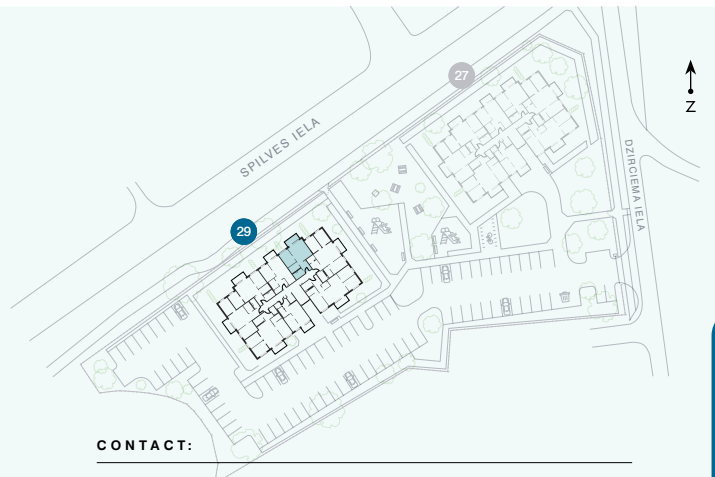 27
Z
SPILVES IELA
DZIRCIEMA IELA
29
CONTACT: